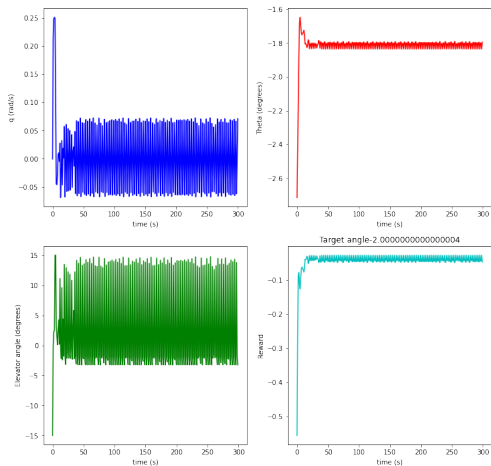 0.25
0.20
0.15
0.10
0.05
0.00
−0.05
q (rad/s)
0 50 100 150 200 250 300
time (s)
−1.6
−1.8
−2.0
−2.2
−2.4
−2.6
Theta (degrees)
0 50 100 150 200 250 300
time (s)
15
10
5
0
−5
−10
−15
Elevator angle (degrees)
0 50 100 150 200 250 300
time (s)
Target angle-2.0000000000000004
−0.1
−0.2
−0.3
−0.4
−0.5
Reward
0 50 100 150 200 250 300
time (s)